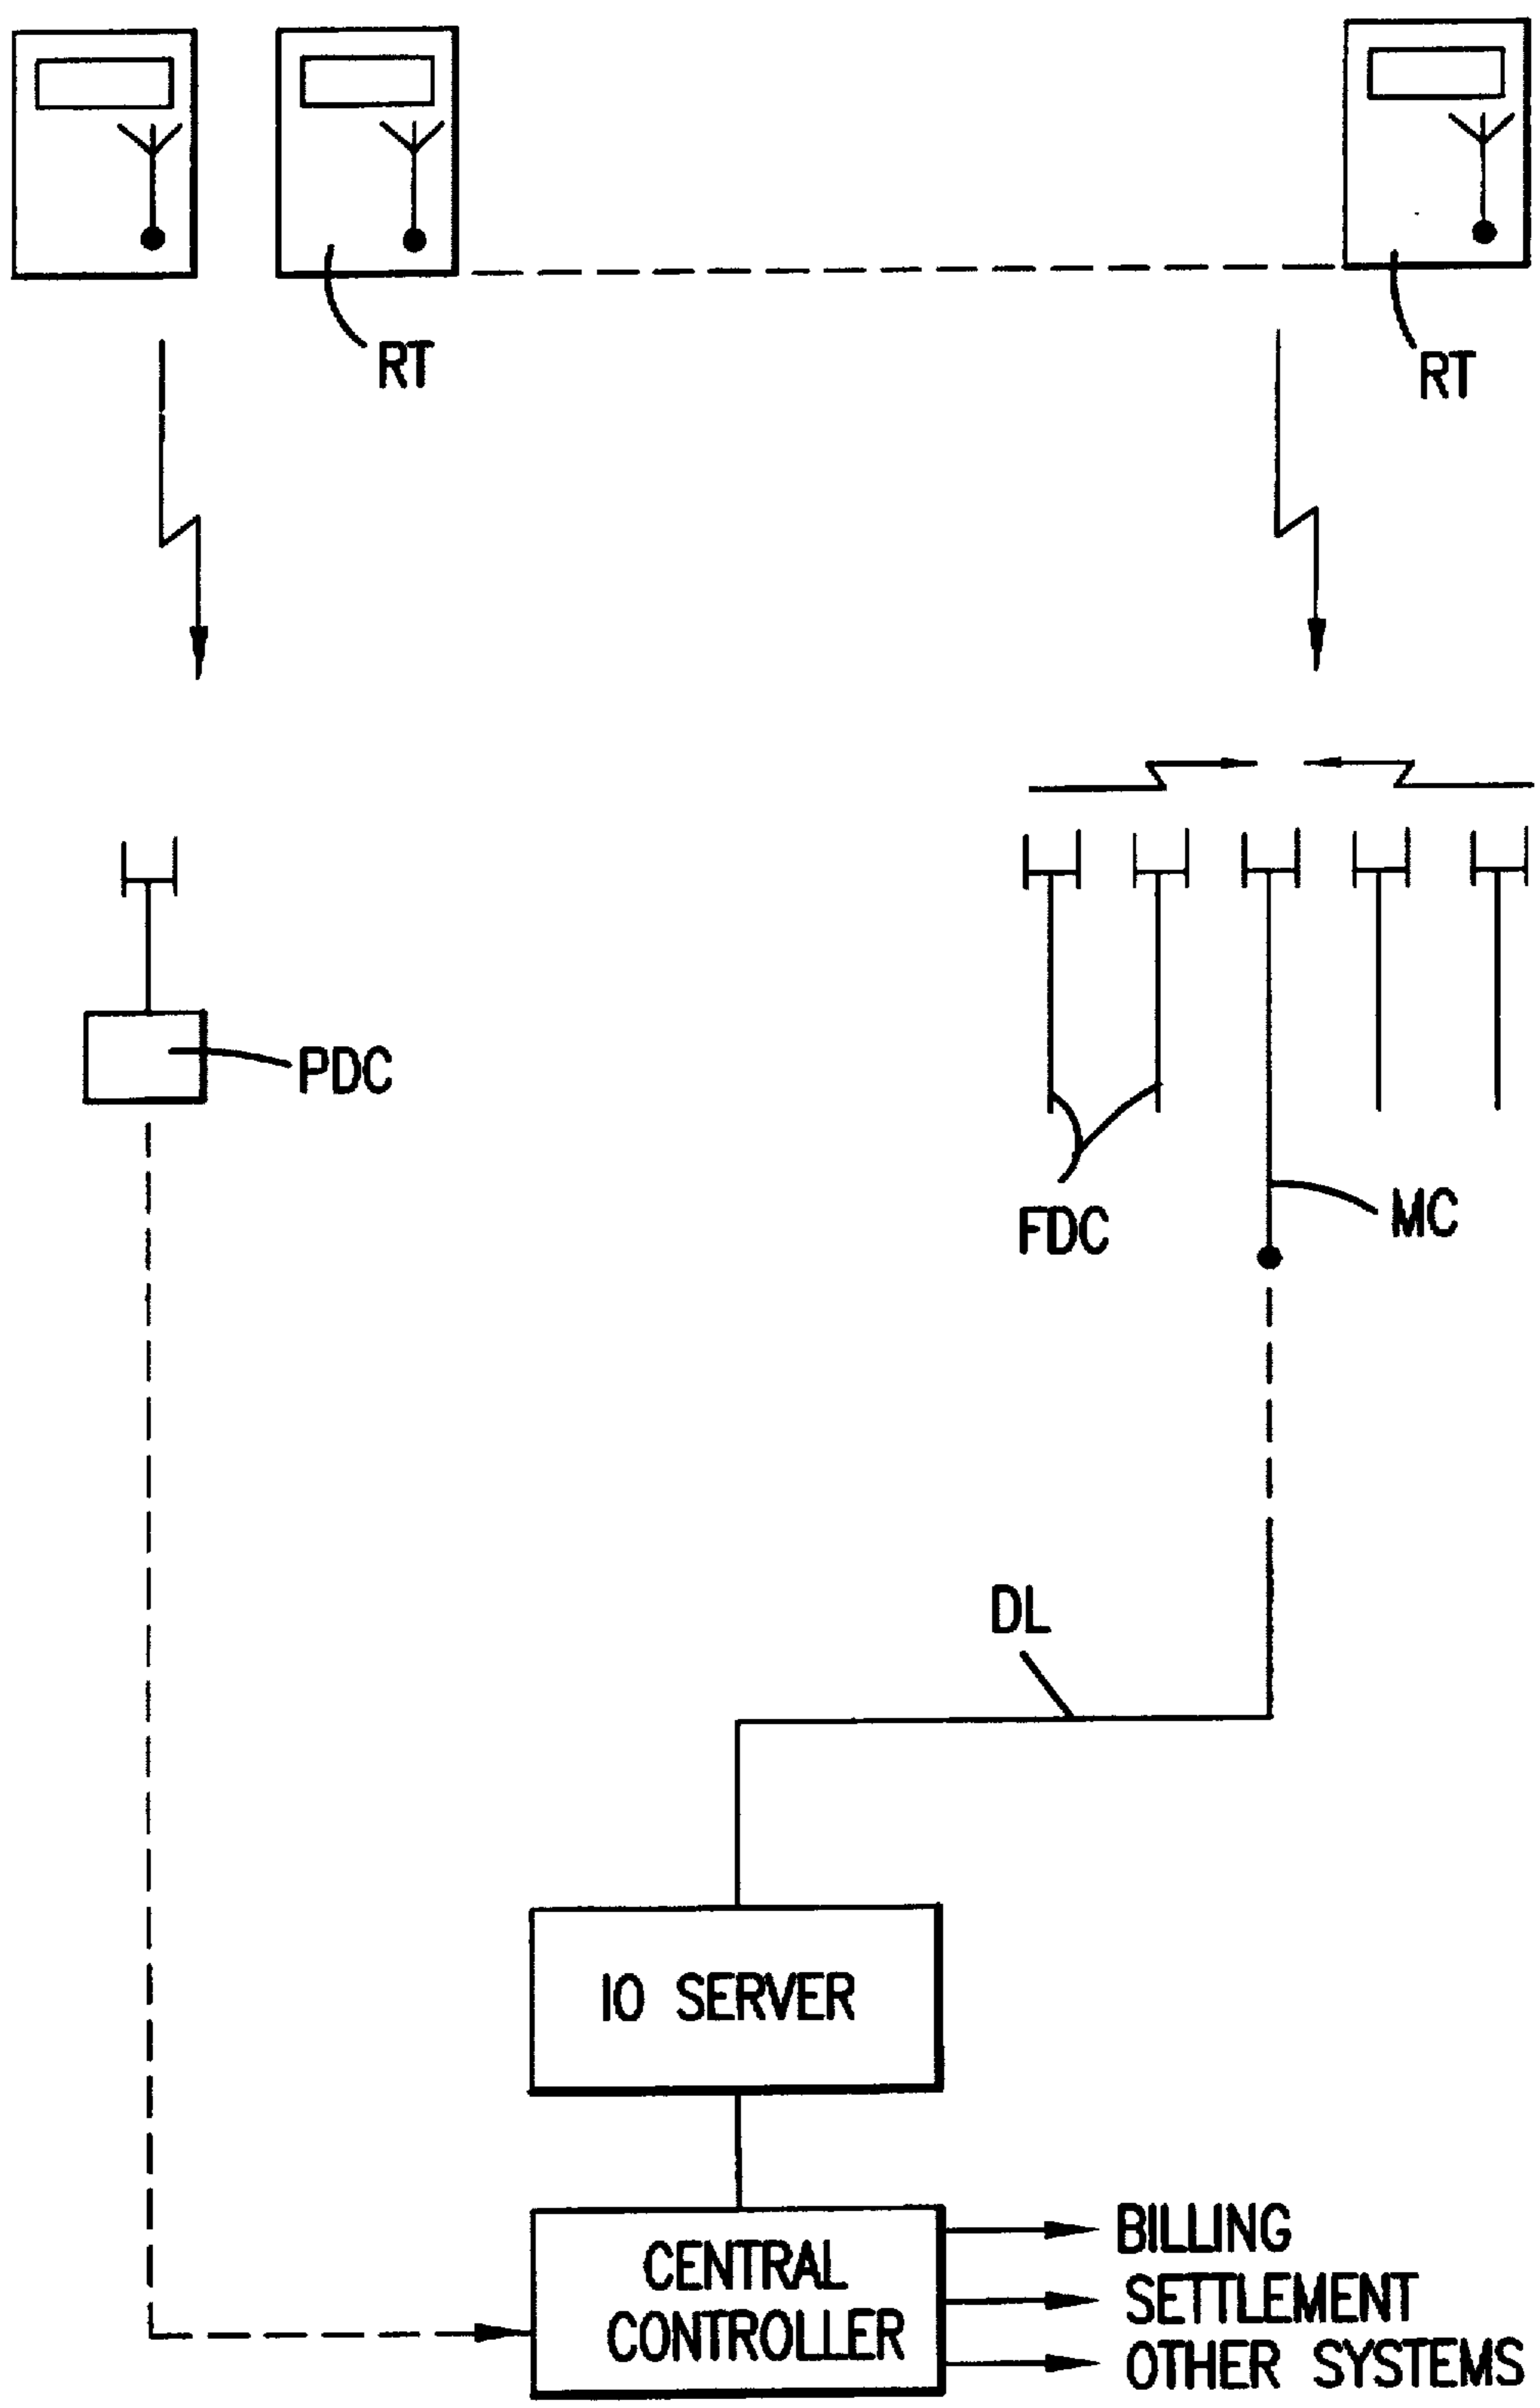 RT
RT
PDC
FDC
MC
DL
IO SERVER
CENTRAL
CONTROLLER
BILLING
SETTLEMENT
OTHER SYSTEMS